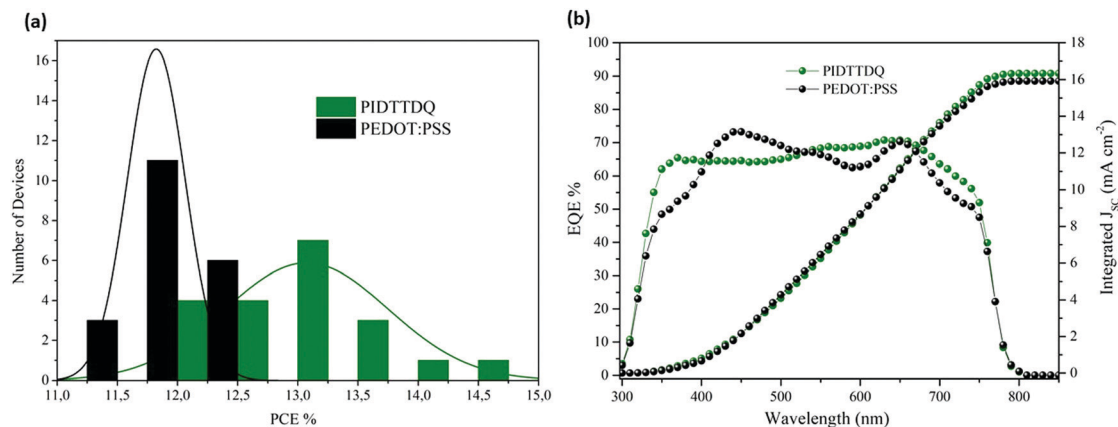 (a)
16
14
12
10
8
6
4
2
0
Number of Devices
PIDTTDQ
PEDOT:PSS
11,0 11,5 12,0 12,5 13,0 13,5 14,0 14,5 15,0
PCE %
(b)
100
90
80
70
60
50
40
30
20
10
0
EQE %
PIDTTDQ
PEDOT:PSS
18
16
14
12
10
8
6
4
2
0
Integrated J_SC (mA cm⁻²)
300 400 500 600 700 800
Wavelength (nm)